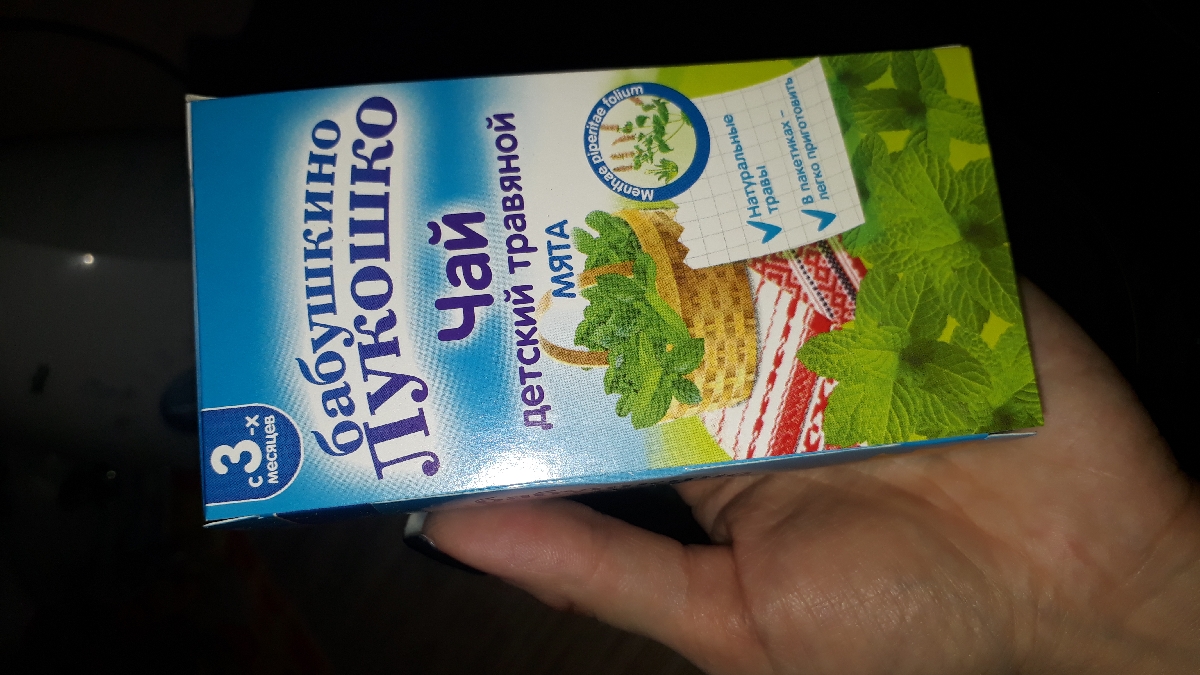 с 3-х
месяцев
бабушкино
Лукошко
Чай
детский травяной
МЯТА
Menthae piperitae folium
Натуральные
травы
В пакетиках –
легко приготовить